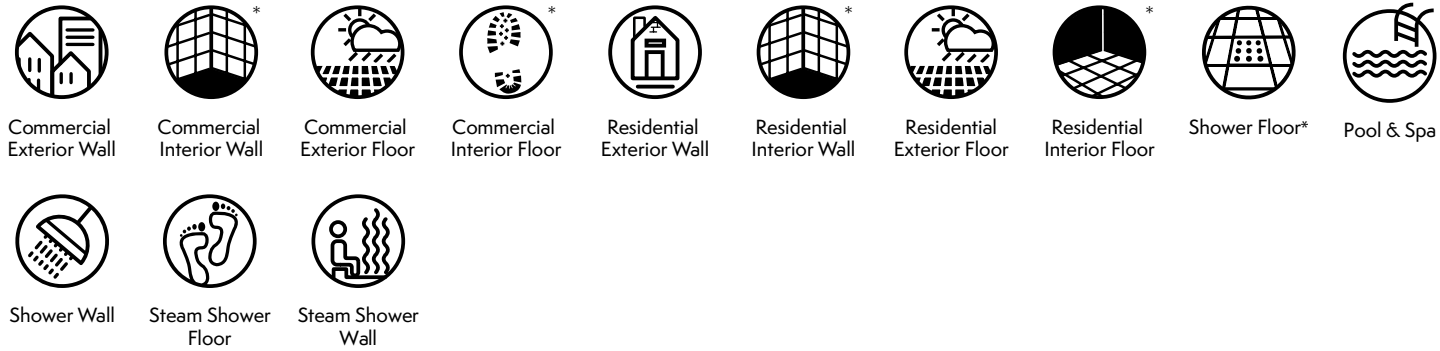 *
*
*
*
Commercial
Exterior Wall
Commercial
Interior Wall
Commercial
Exterior Floor
Commercial
Interior Floor
Residential
Exterior Wall
Residential
Interior Wall
Residential
Exterior Floor
Residential
Interior Floor
Shower Floor*
Pool & Spa
Shower Wall
Steam Shower
Floor
Steam Shower
Wall